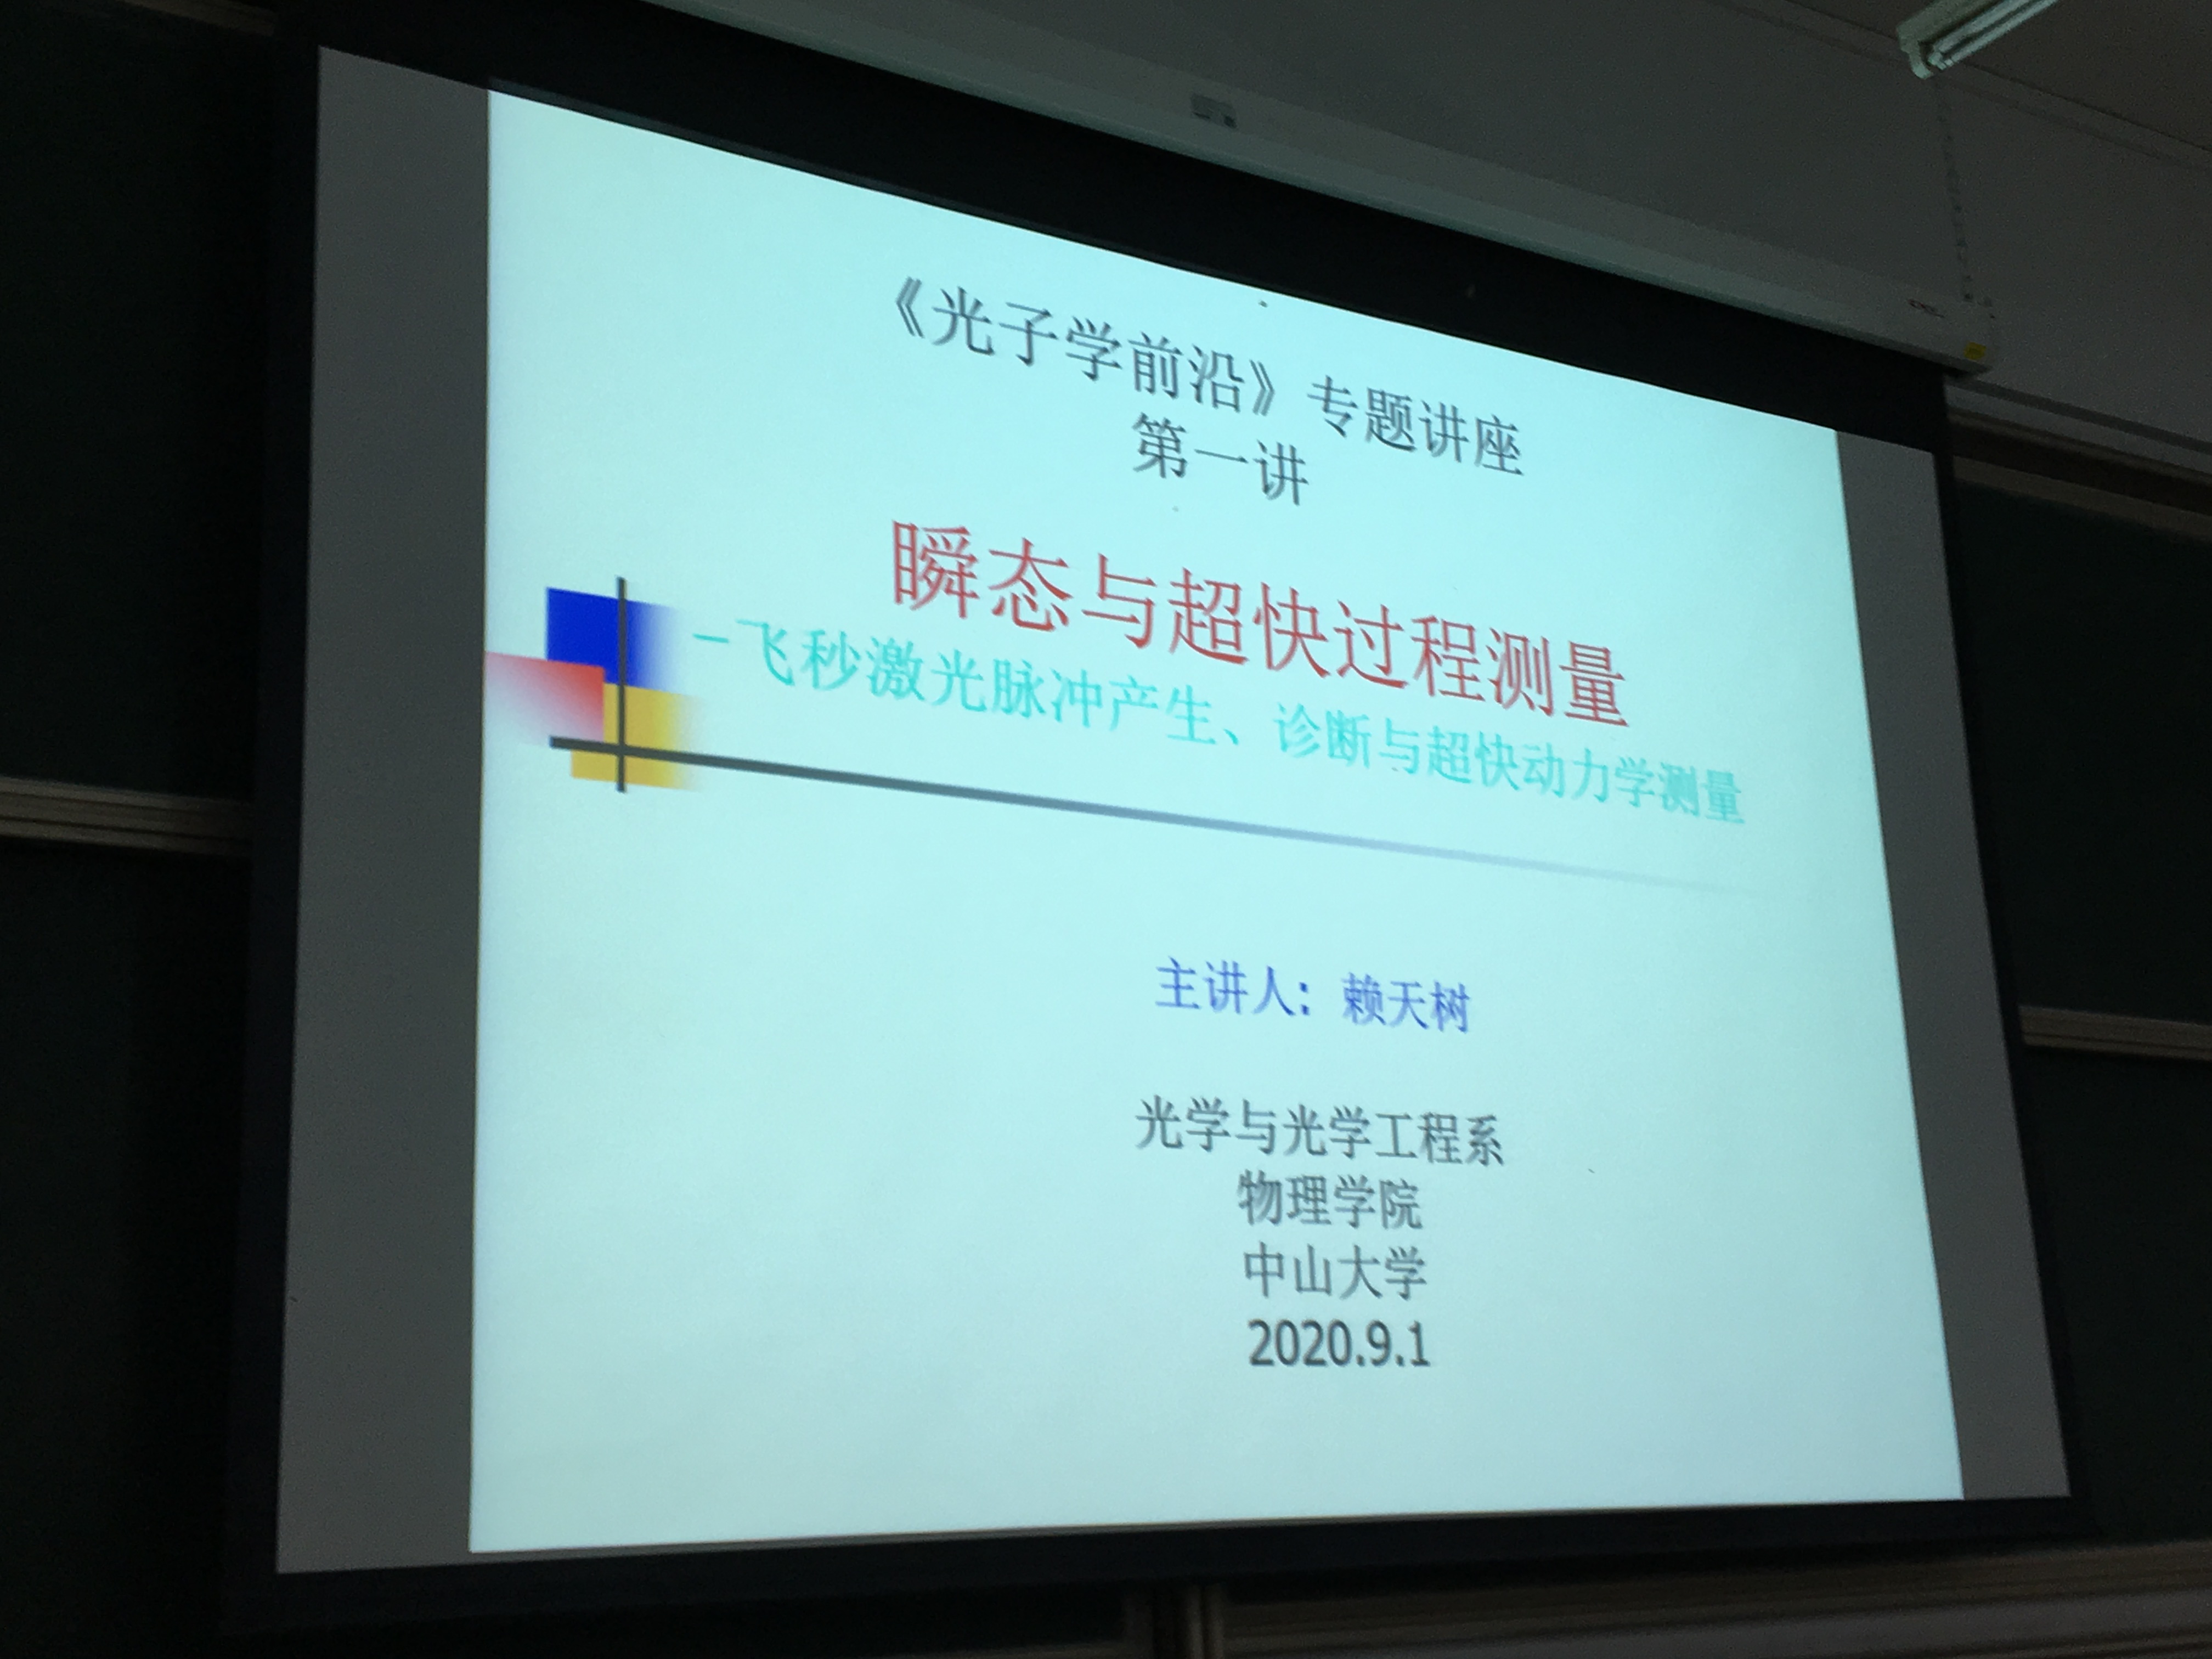 《光子学前沿》专题讲座
第一讲
瞬态与超快过程测量
–飞秒激光脉冲产生、诊断与超快动力学测量
主讲人：赖天树
光学与光学工程系
物理学院
中山大学
2020.9.1